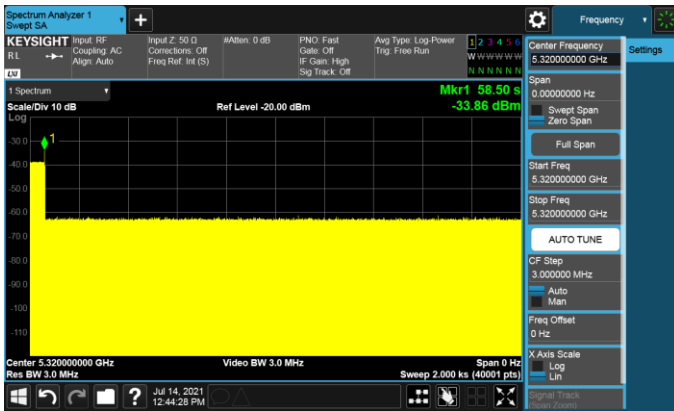 Spectrum Analyzer 1
Swept SA
Frequency
KEYSIGHT
RL
LXI
Input: RF
Coupling: AC
Align: Auto
Input Z: 50 Ω
Corrections: Off
Freq Ref: Int (S)
#Atten: 0 dB
PNO: Fast
Gate: Off
IF Gain: High
Sig Track: Off
Avg Type: Log-Power
Trig: Free Run
1 2 3 4 5 6
W W W W W W
N N N N N N
1 Spectrum
Scale/Div 10 dB
Log
Ref Level -20.00 dBm
Mkr1 58.50 s
-33.86 dBm
1
-30.0
-40.0
-50.0
-60.0
-70.0
-80.0
-90.0
-100
-110
Center 5.320000000 GHz
Res BW 3.0 MHz
Video BW 3.0 MHz
Span 0 Hz
Sweep 2.000 ks (40001 pts)
?
Jul 14, 2021
12:44:28 PM
Center Frequency
5.320000000 GHz
Span
0.00000000 Hz
Swept Span
Zero Span
Full Span
Start Freq
5.320000000 GHz
Stop Freq
5.320000000 GHz
AUTO TUNE
CF Step
3.000000 MHz
Auto
Man
Freq Offset
0 Hz
X Axis Scale
Log
Lin
Signal Track
(Span Zoom)
Settings